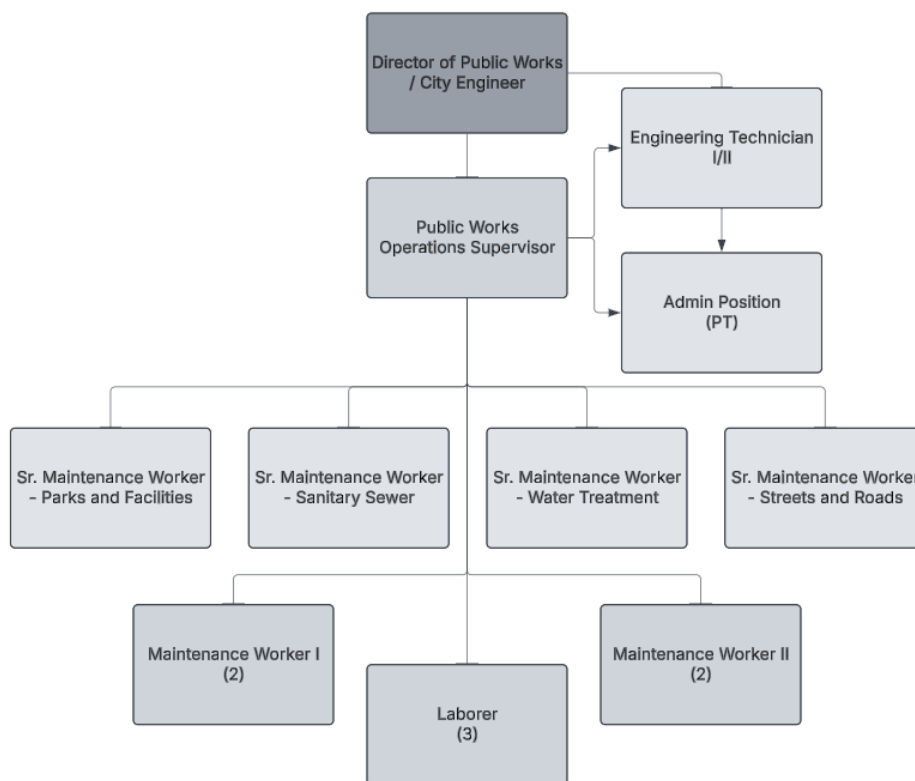 Director of Public Works
/ City Engineer
Engineering Technician
I/II
Public Works
Operations Supervisor
Admin Position
(PT)
Sr. Maintenance Worker
- Parks and Facilities
Sr. Maintenance Worker
- Sanitary Sewer
Sr. Maintenance Worker
- Water Treatment
Sr. Maintenance Worker
- Streets and Roads
Maintenance Worker I
(2)
Maintenance Worker II
(2)
Laborer
(3)